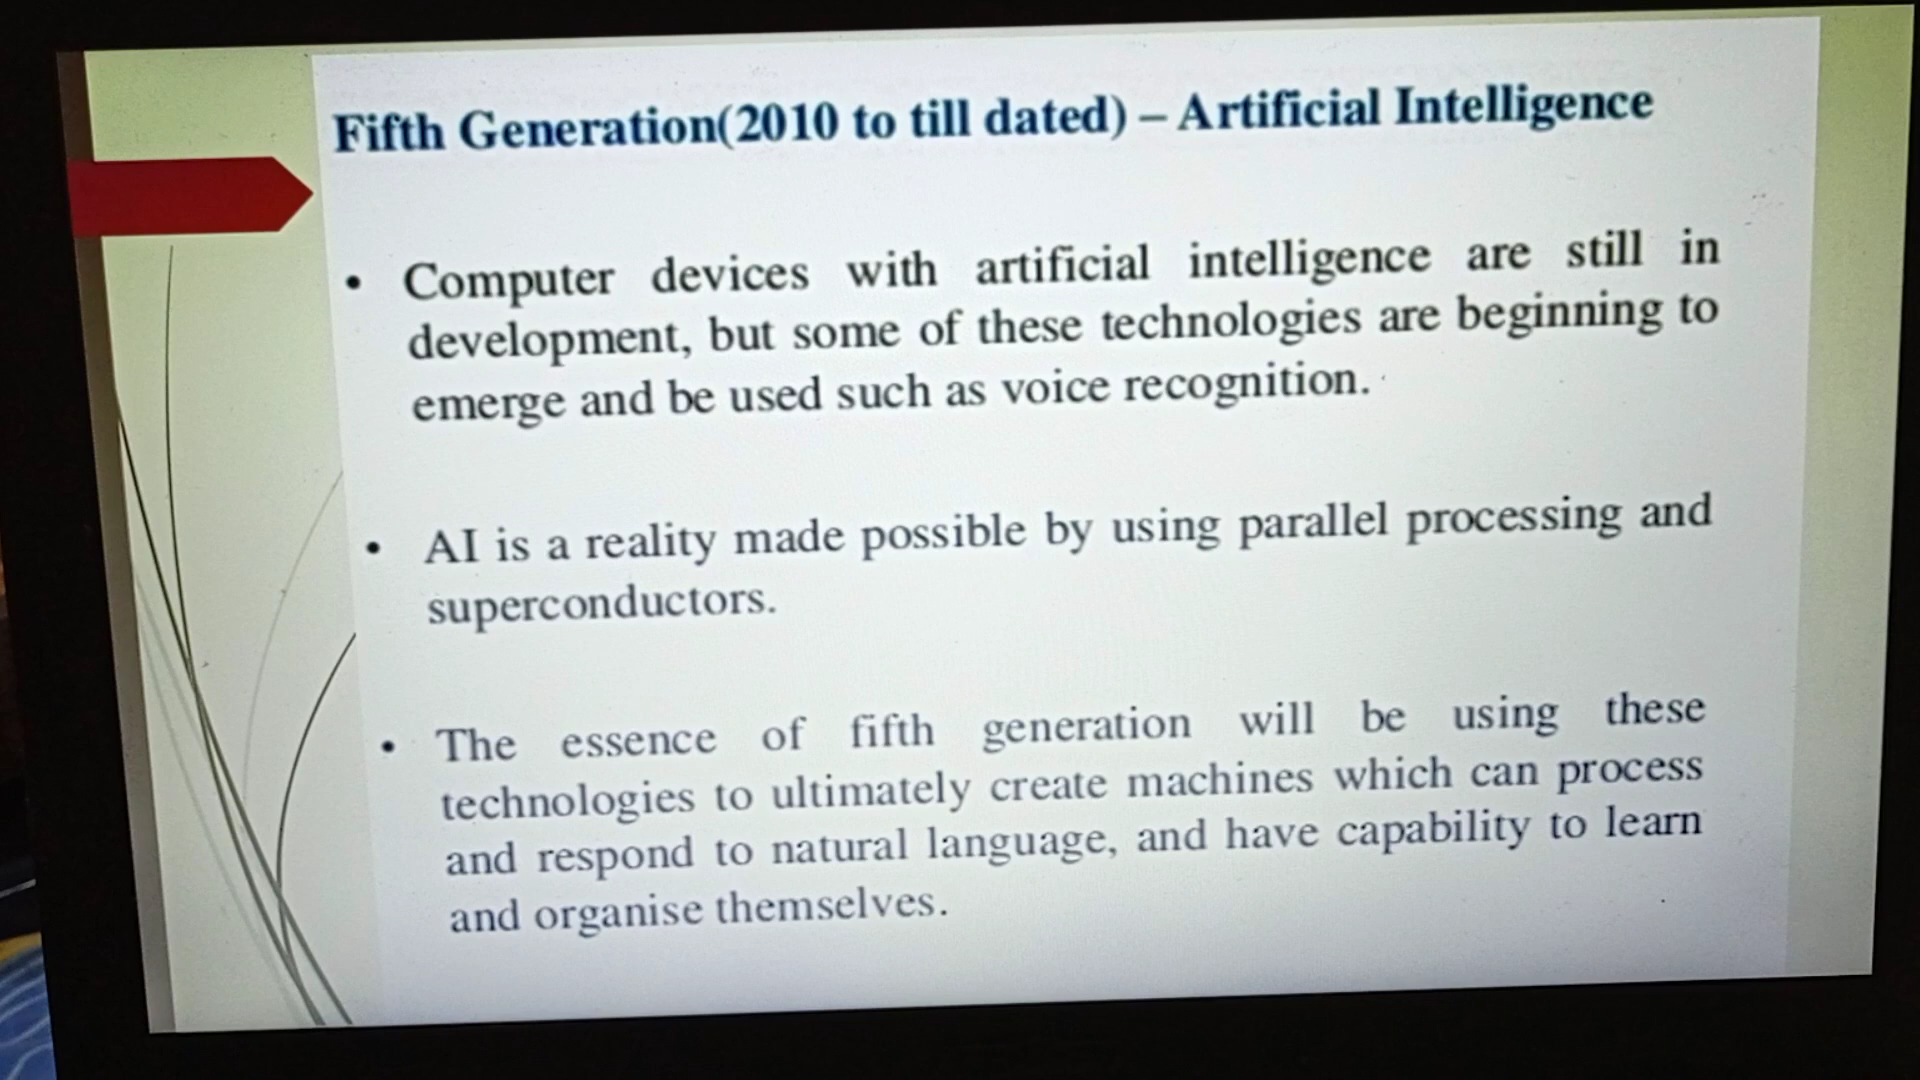 Fifth Generation(2010 to till dated) – Artificial Intelligence
• Computer devices with artificial intelligence are still in
development, but some of these technologies are beginning to
emerge and be used such as voice recognition.
• AI is a reality made possible by using parallel processing and
superconductors.
• The essence of fifth generation will be using these
technologies to ultimately create machines which can process
and respond to natural language, and have capability to learn
and organise themselves.